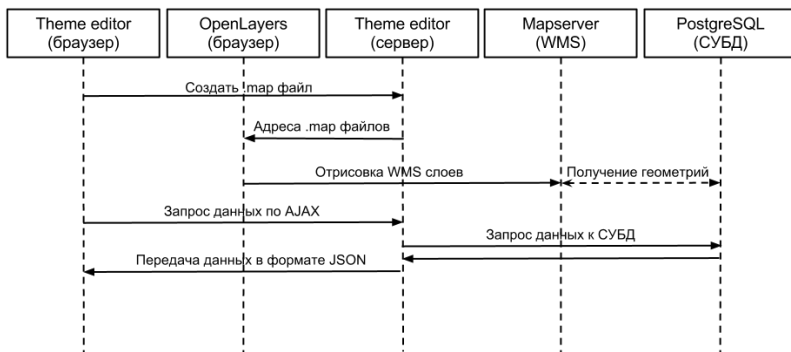 Theme editor
(браузер)
OpenLayers
(браузер)
Theme editor
(сервер)
Mapserver
(WMS)
PostgreSQL
(СУБД)
Создать .map файл
Адреса .map файлов
Отрисовка WMS слоев
Получение геометрий
Запрос данных по AJAX
Запрос данных к СУБД
Передача данных в формате JSON